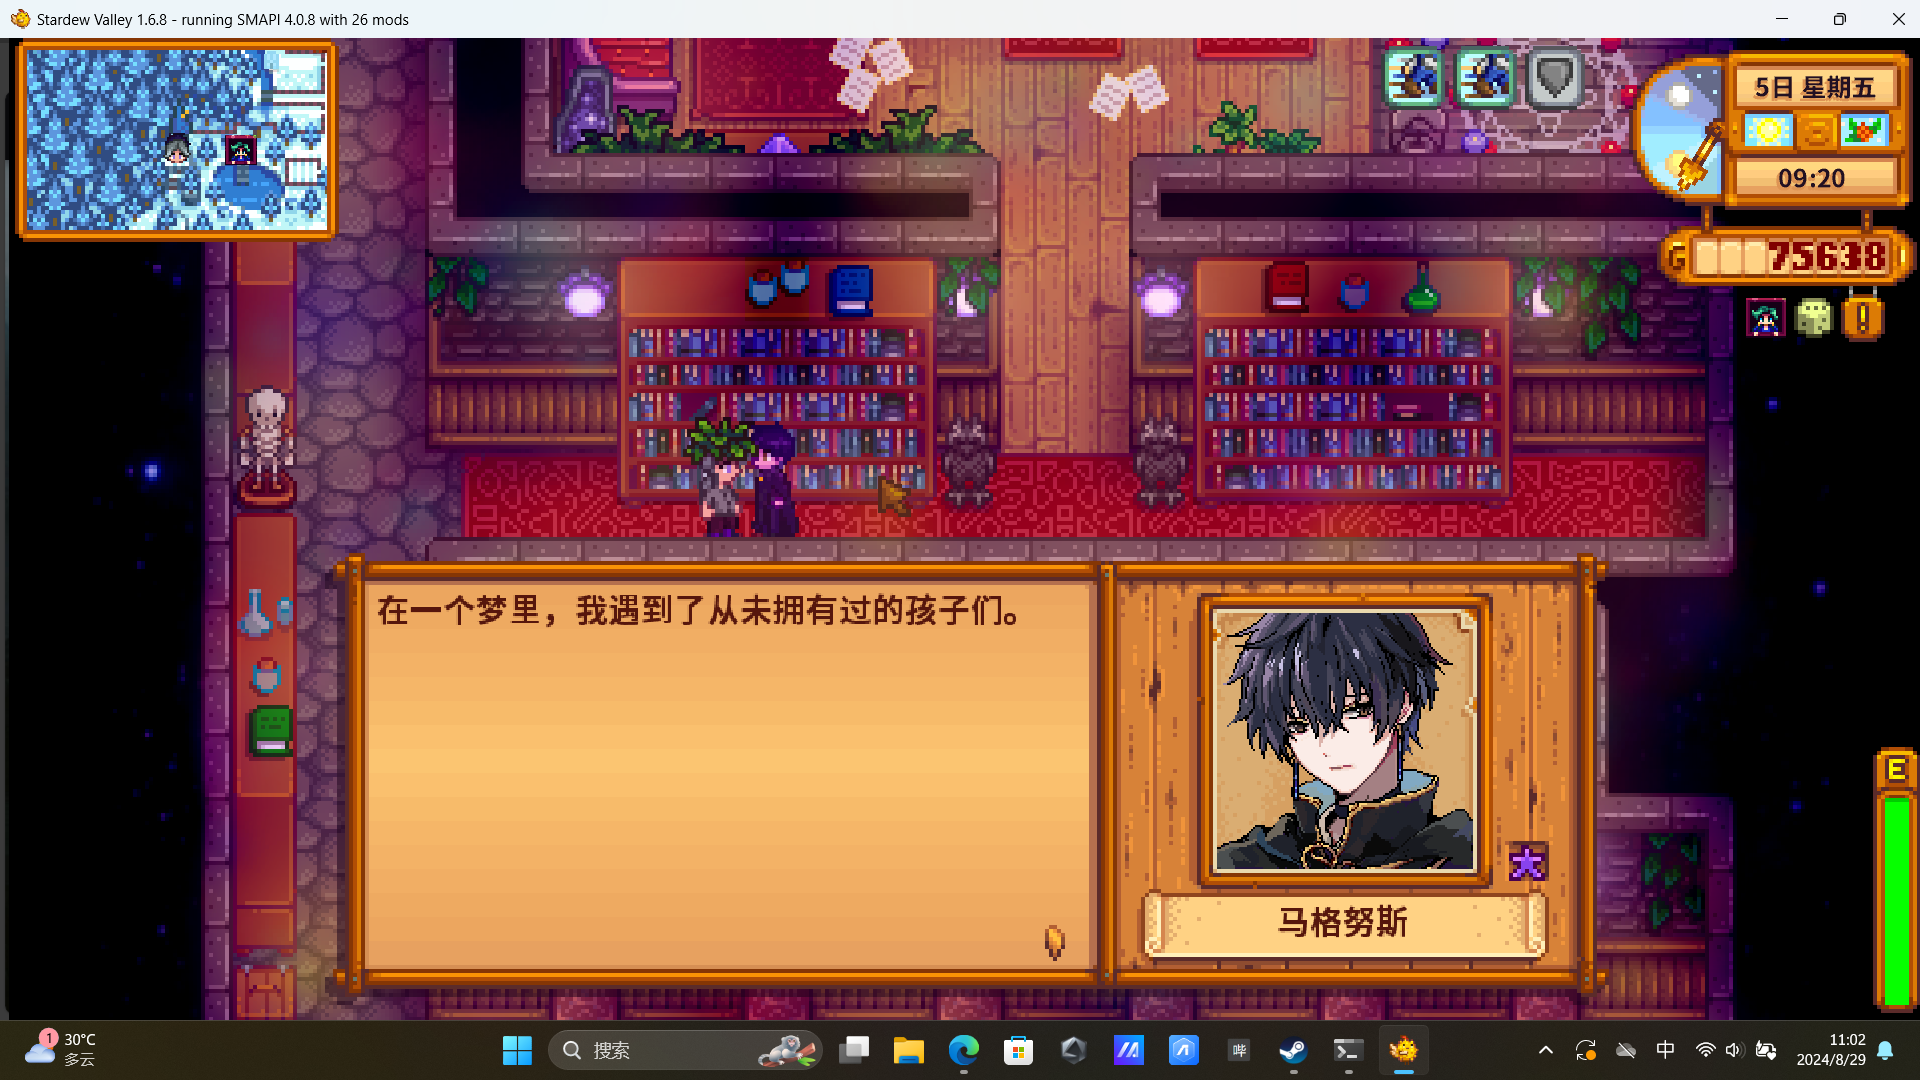 Stardew Valley 1.6.8 - running SMAPI 4.0.8 with 26 mods
5日 星期五
09:20
G 75638
在一个梦里，我遇到了从未拥有过的孩子们。
马格努斯
E
1
30°C
多云
搜索
哔
中
11:02
2024/8/29